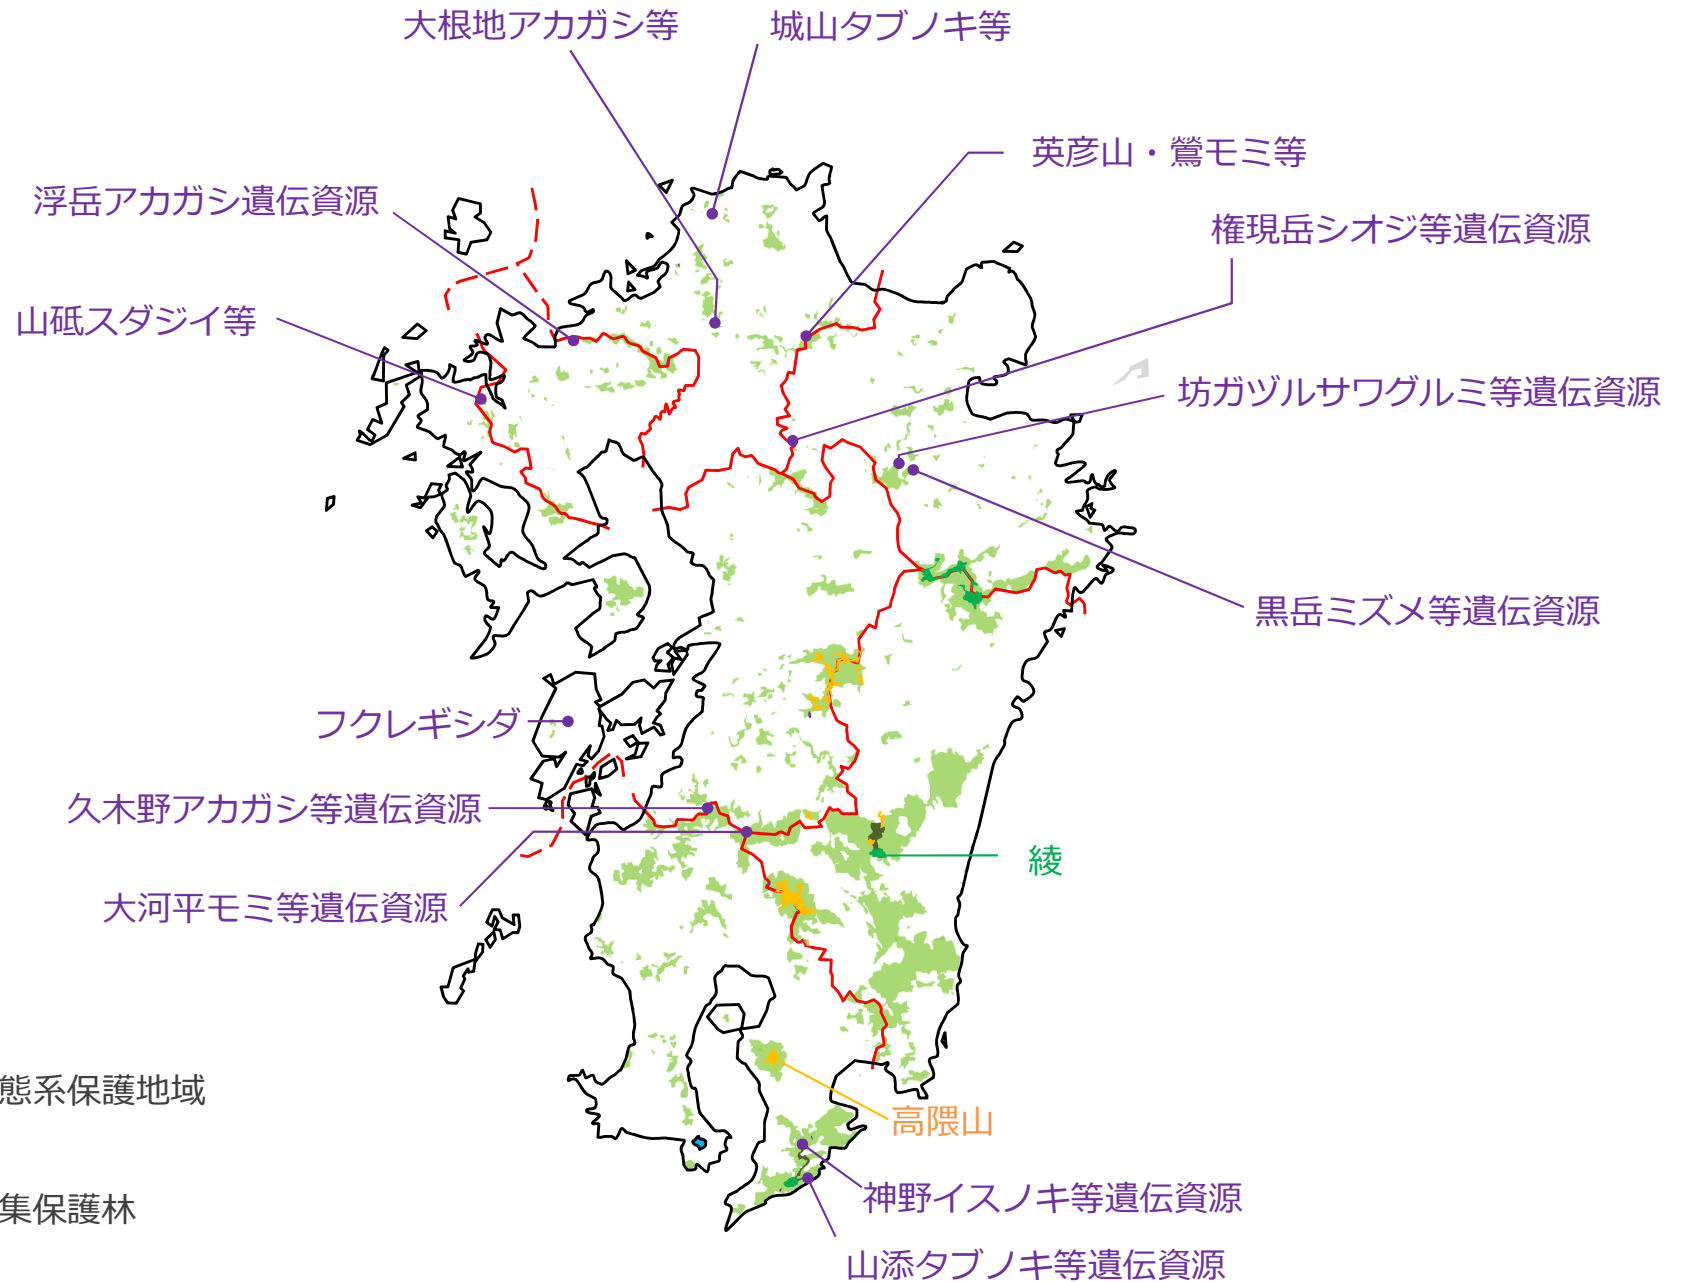 大根地アカガシ等
城山タブノキ等
英彦山・鶯モミ等
浮岳アカガシ遺伝資源
権現岳シオジ等遺伝資源
山砥スダジイ等
坊ガヅルサワグルミ等遺伝資源
黒岳ミズメ等遺伝資源
フクレギシダ
久木野アカガシ等遺伝資源
綾
大河平モミ等遺伝資源
態系保護地域
高隈山
神野イスノキ等遺伝資源
集保護林
山添タブノキ等遺伝資源